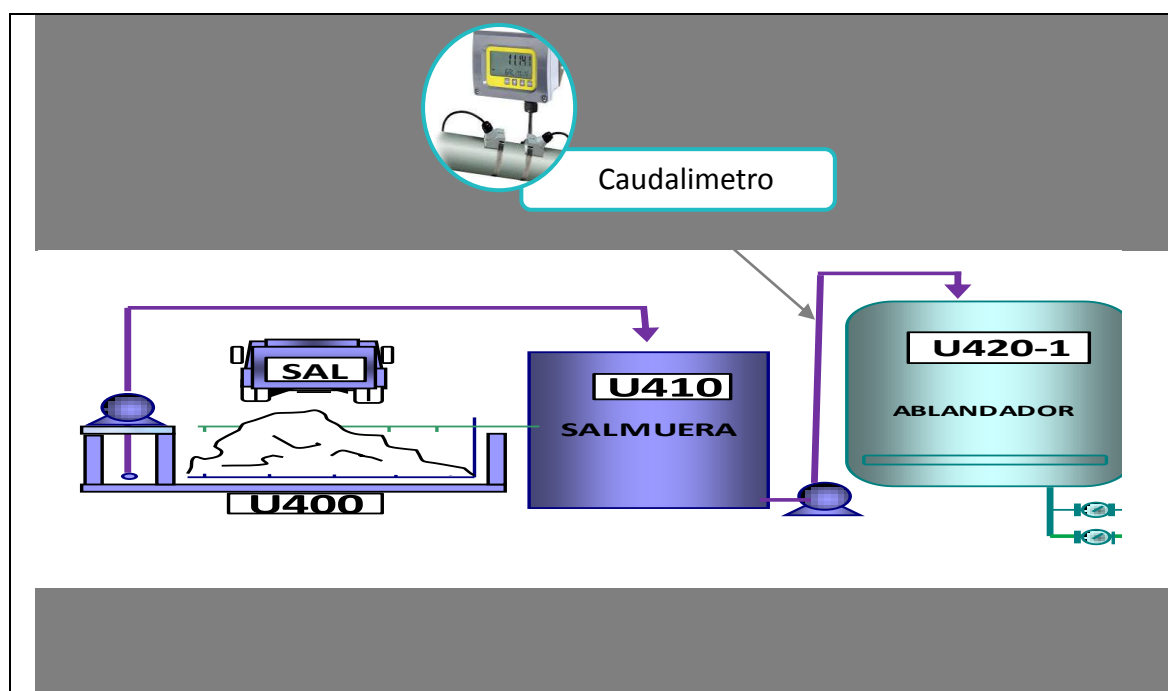 Caudalimetro
SAL
U410
SALMUERA
U420-1
ABLANDADOR
U400